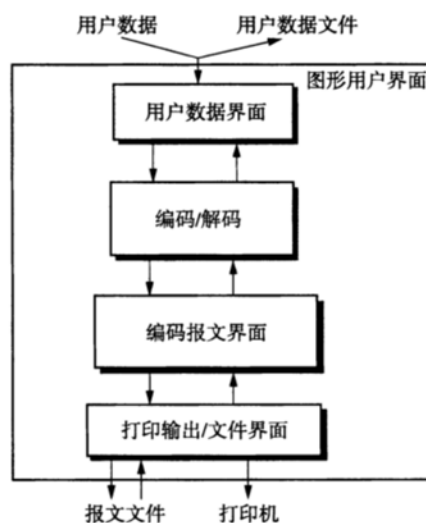 用户数据
用户数据文件
图形用户界面
用户数据界面
编码/解码
编码报文界面
打印输出/文件界面
报文文件
打印机